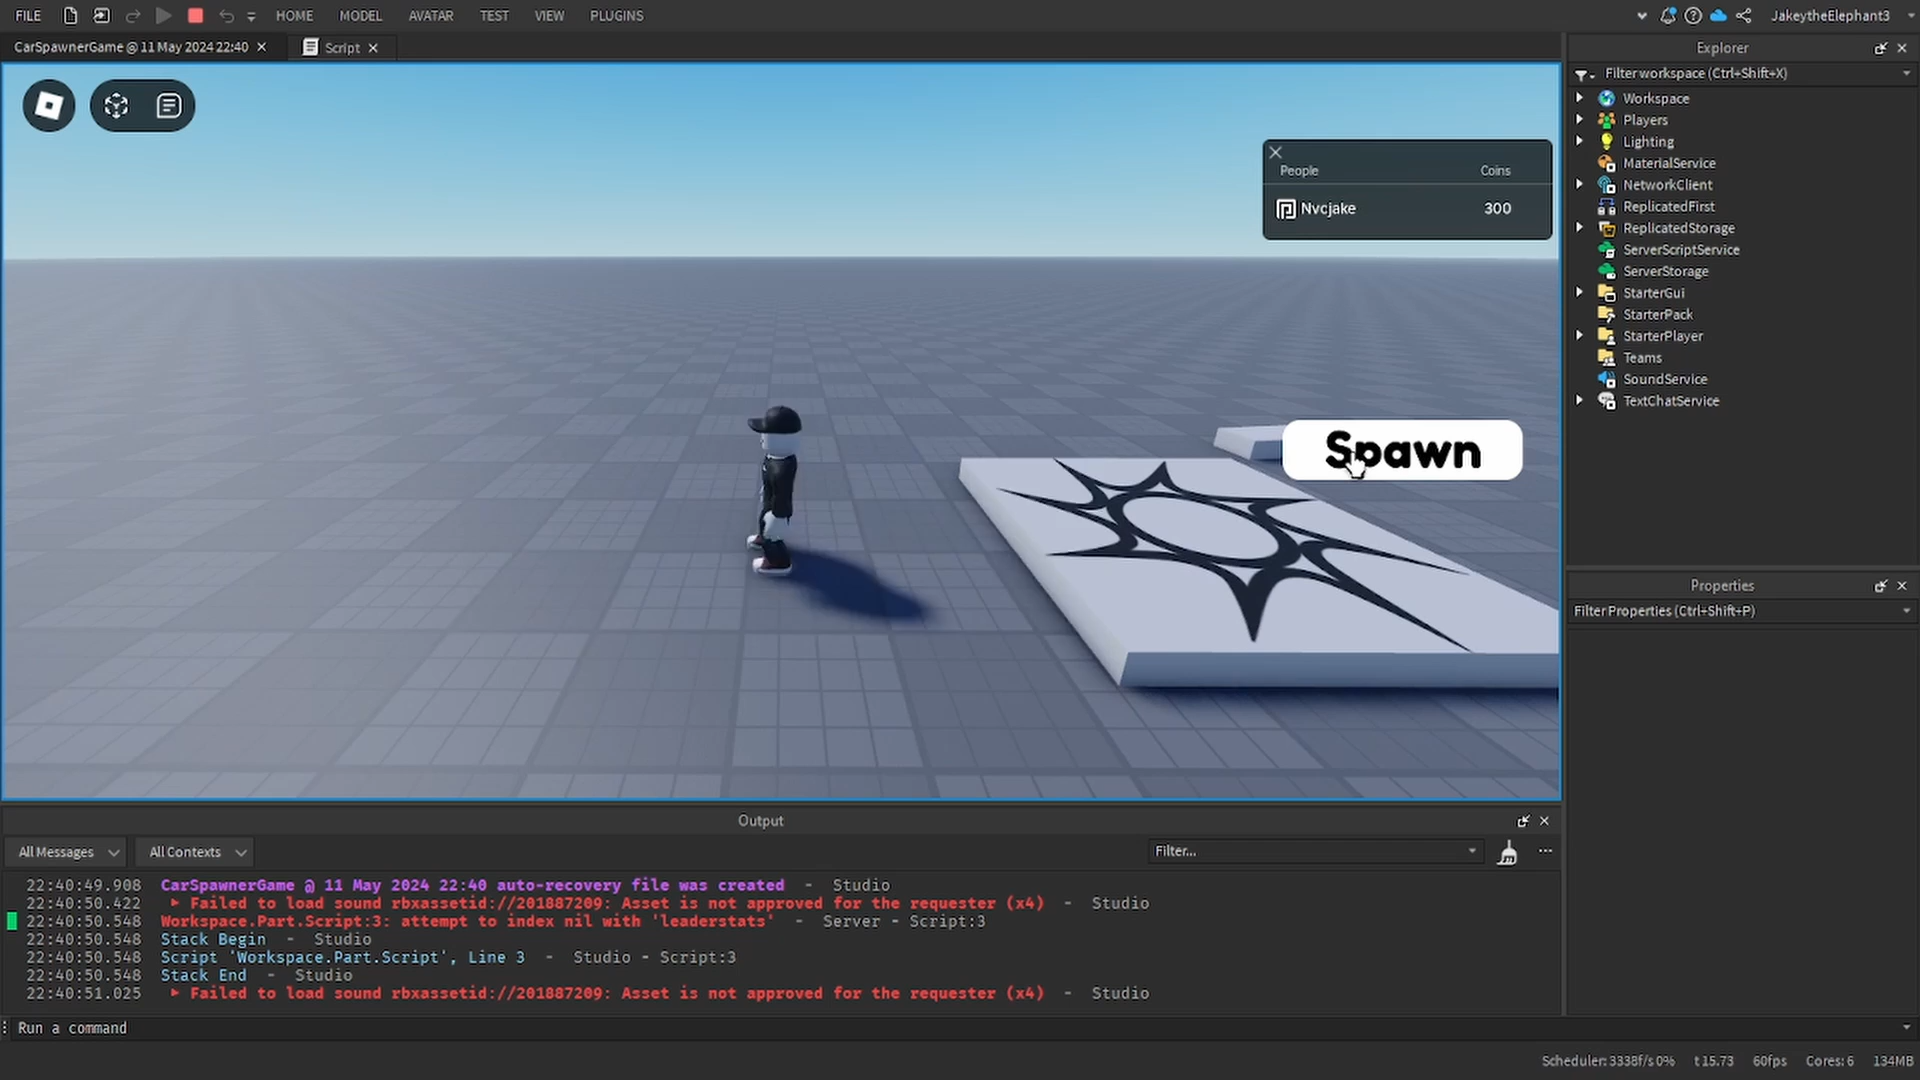 FILE HOME MODEL AVATAR TEST VIEW PLUGINS JakeytheElephant3
CarSpawnerGame @ 11 May 2024 22:40 Script
Explorer
Filter workspace (Ctrl+Shift+X)
Workspace
Players
Lighting
MaterialService
NetworkClient
ReplicatedFirst
ReplicatedStorage
ServerScriptService
ServerStorage
StarterGui
StarterPack
StarterPlayer
Teams
SoundService
TextChatService
People Coins
Nvcjake 300
Spawn
Properties
Filter Properties (Ctrl+Shift+P)
Output
All Messages All Contexts Filter...
22:40:49.908 CarSpawnerGame @ 11 May 2024 22:40 auto-recovery file was created - Studio
22:40:50.422 Failed to load sound rbxassetid://201887209: Asset is not approved for the requester (x4) - Studio
22:40:50.548 Workspace.Part.Script:3: attempt to index nil with 'leaderstats' - Server - Script:3
22:40:50.548 Stack Begin - Studio
22:40:50.548 Script 'Workspace.Part.Script', Line 3 - Studio - Script:3
22:40:50.548 Stack End - Studio
22:40:51.025 Failed to load sound rbxassetid://201887209: Asset is not approved for the requester (x4) - Studio
Run a command
Scheduler: 3338f/s 0% t 15.73 60fps Cores: 6 134MB